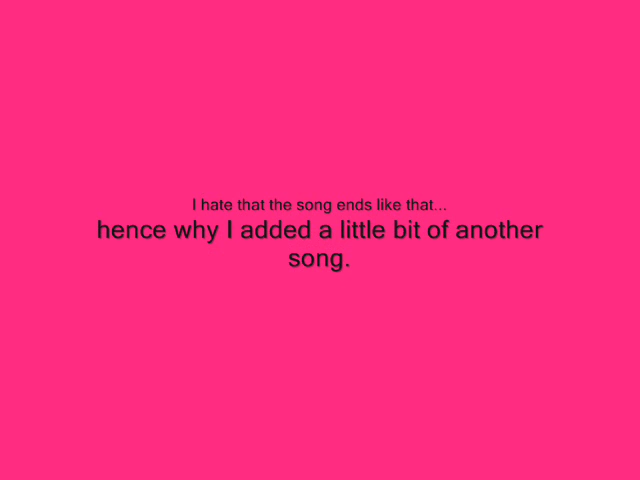 I hate that the song ends like that...
hence why I added a little bit of another
song.